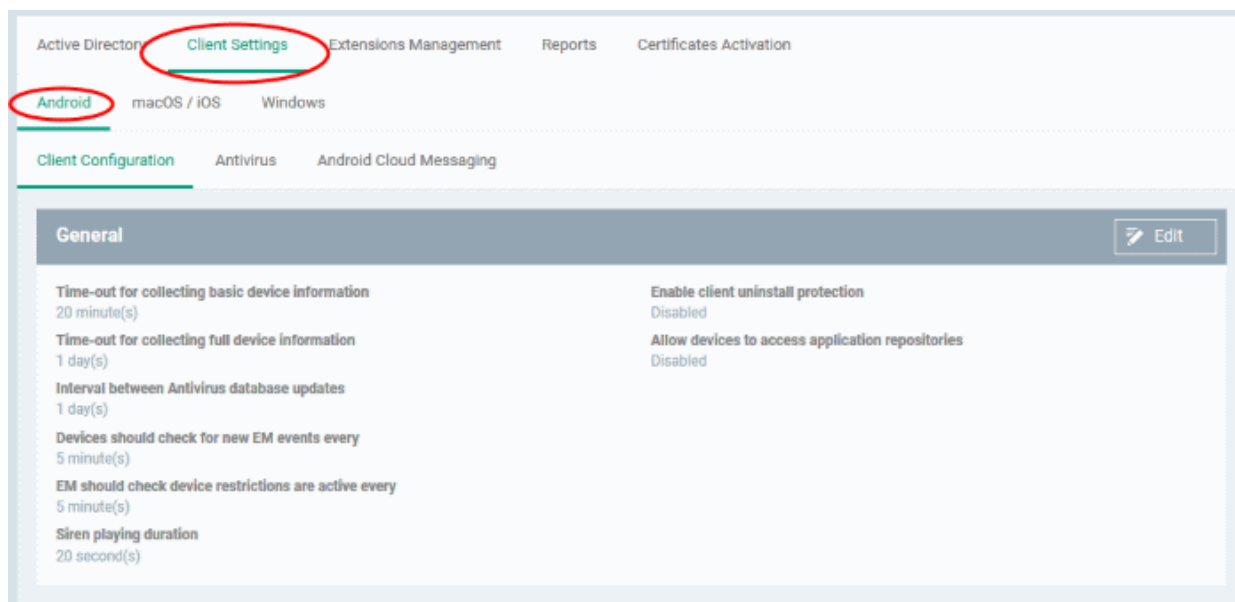 Active Directory Client Settings Extensions Management Reports Certificates Activation
Android macOS / iOS Windows
Client Configuration Antivirus Android Cloud Messaging
General Edit
Time-out for collecting basic device information
20 minute(s)
Time-out for collecting full device information
1 day(s)
Interval between Antivirus database updates
1 day(s)
Devices should check for new EM events every
5 minute(s)
EM should check device restrictions are active every
5 minute(s)
Siren playing duration
20 second(s)
Enable client uninstall protection
Disabled
Allow devices to access application repositories
Disabled